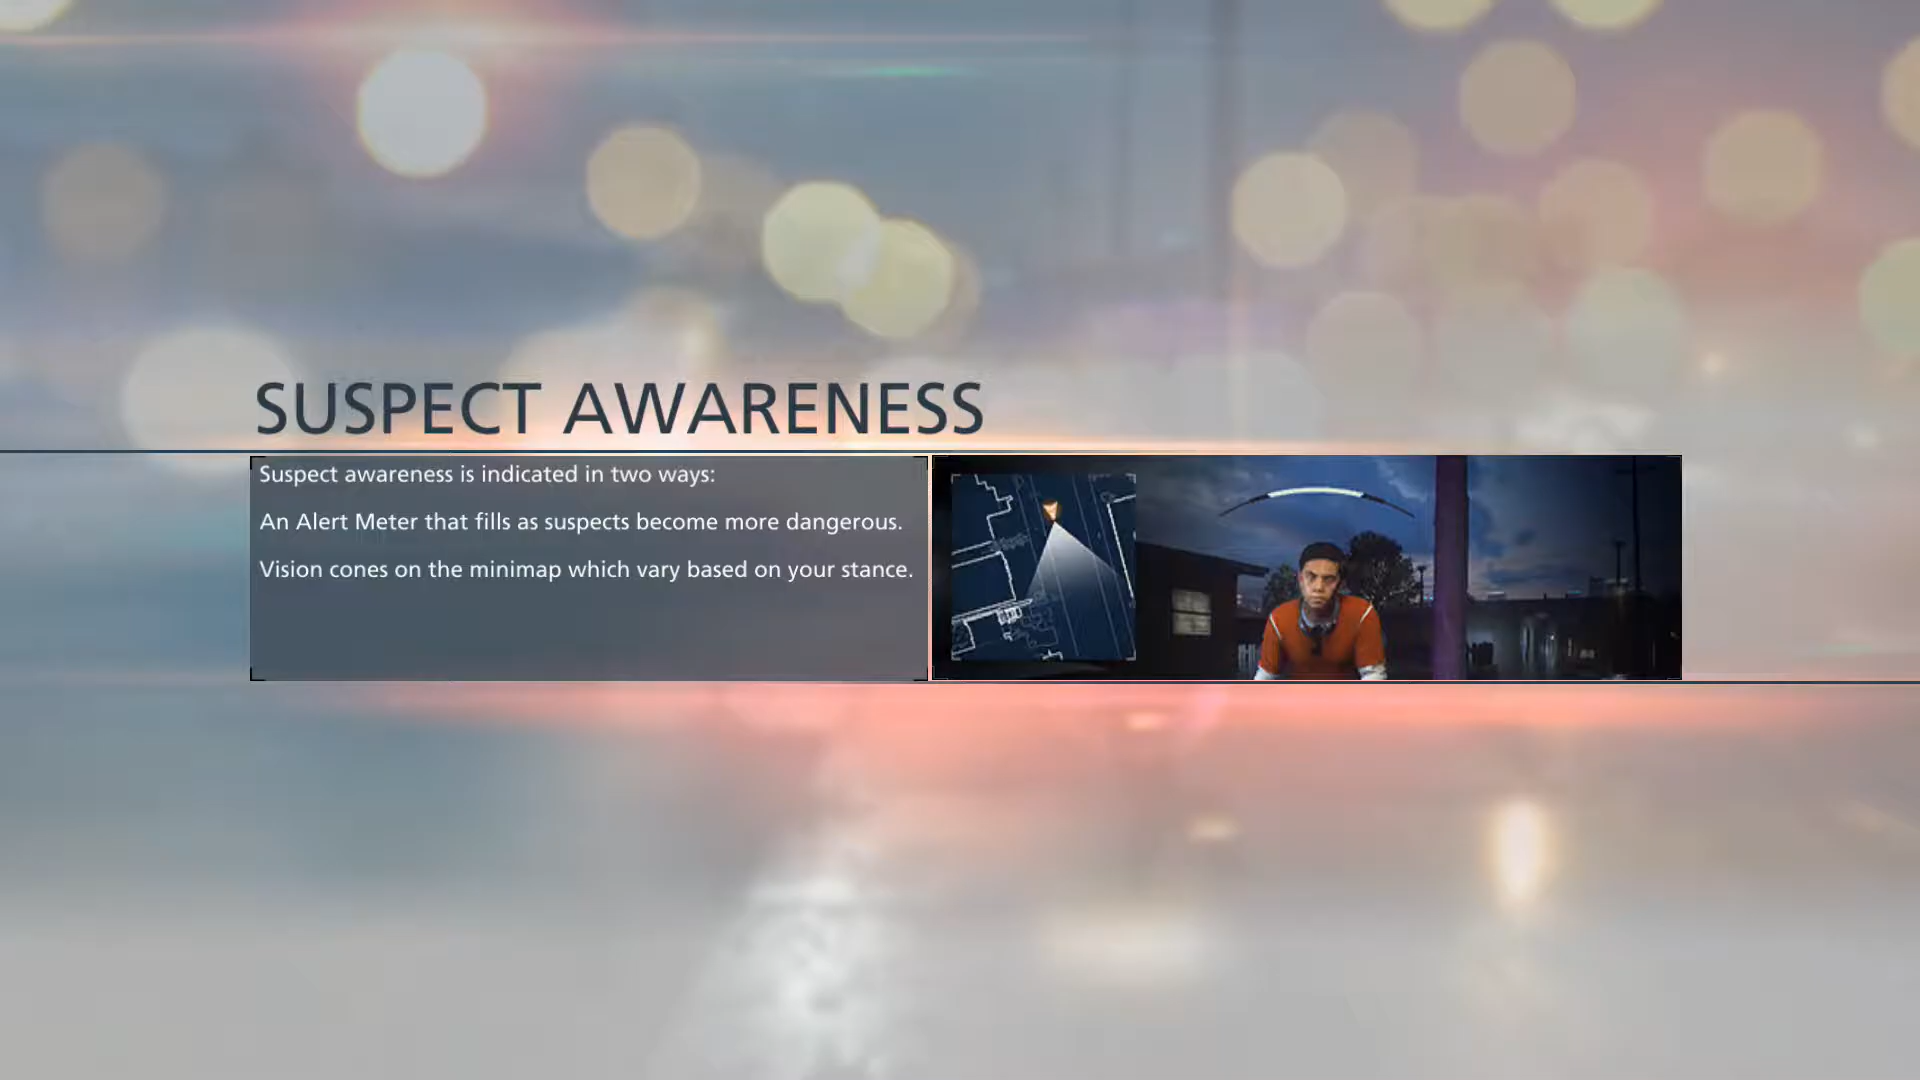 SUSPECT AWARENESS
Suspect awareness is indicated in two ways:
An Alert Meter that fills as suspects become more dangerous.
Vision cones on the minimap which vary based on your stance.